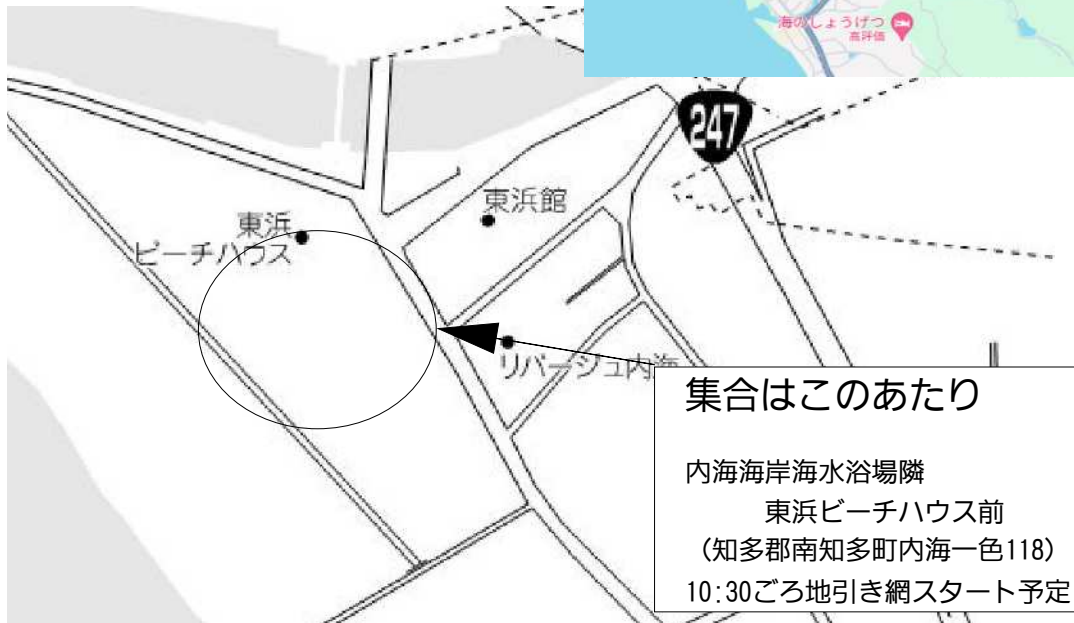 海のしょうげつ
高評価
247
東浜館
東浜
ビーチハウス
リバージュ内海
集合はこのあたり
内海海岸海水浴場隣
東浜ビーチハウス前
（知多郡南知多町内海一色118）
10:30ごろ地引き網スタート予定